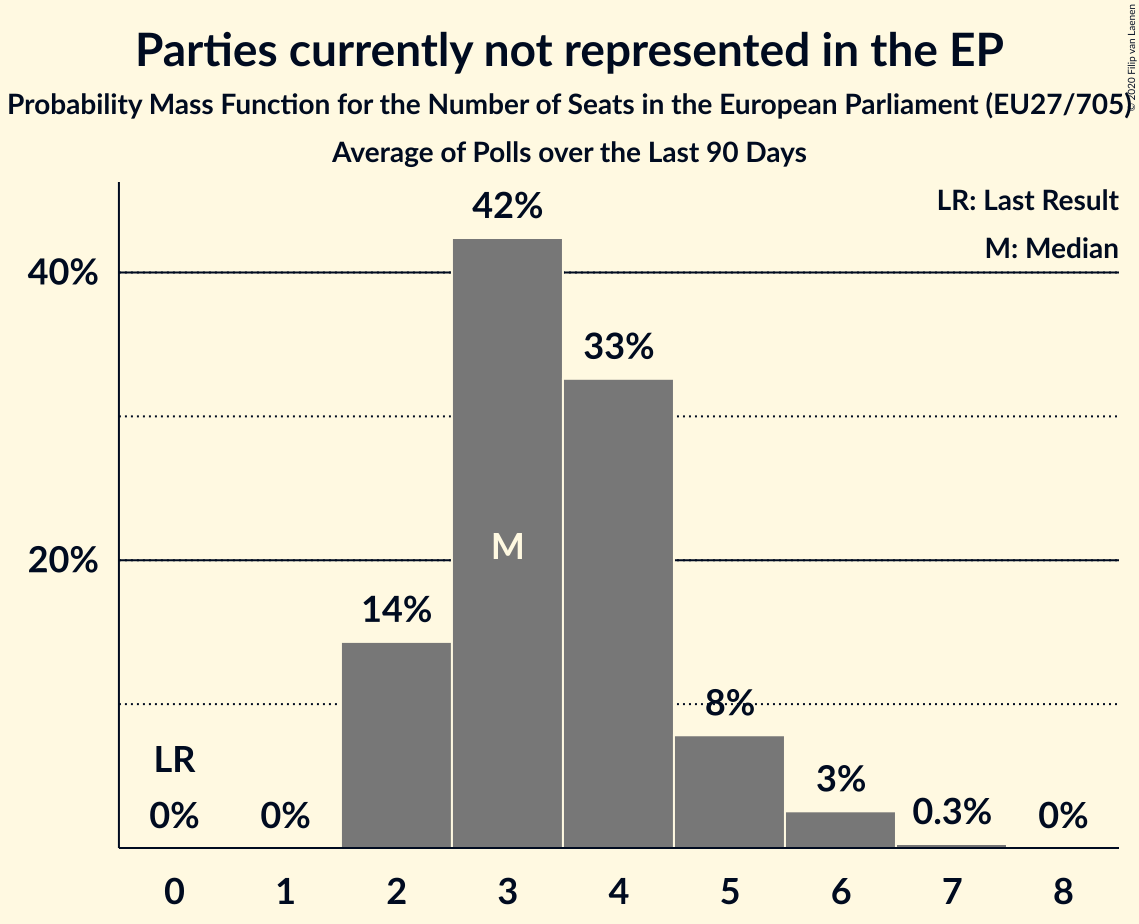 Parties currently not represented in the EP
Probability Mass Function for the Number of Seats in the European Parliament (EU27/705)
Average of Polls over the Last 90 Days
© 2020 Filip van Laenen
LR: Last Result
M: Median
42%
40%
33%
M
20%
14%
8%
LR
3%
0%
0%
0.3%
0%
0 1 2 3 4 5 6 7 8